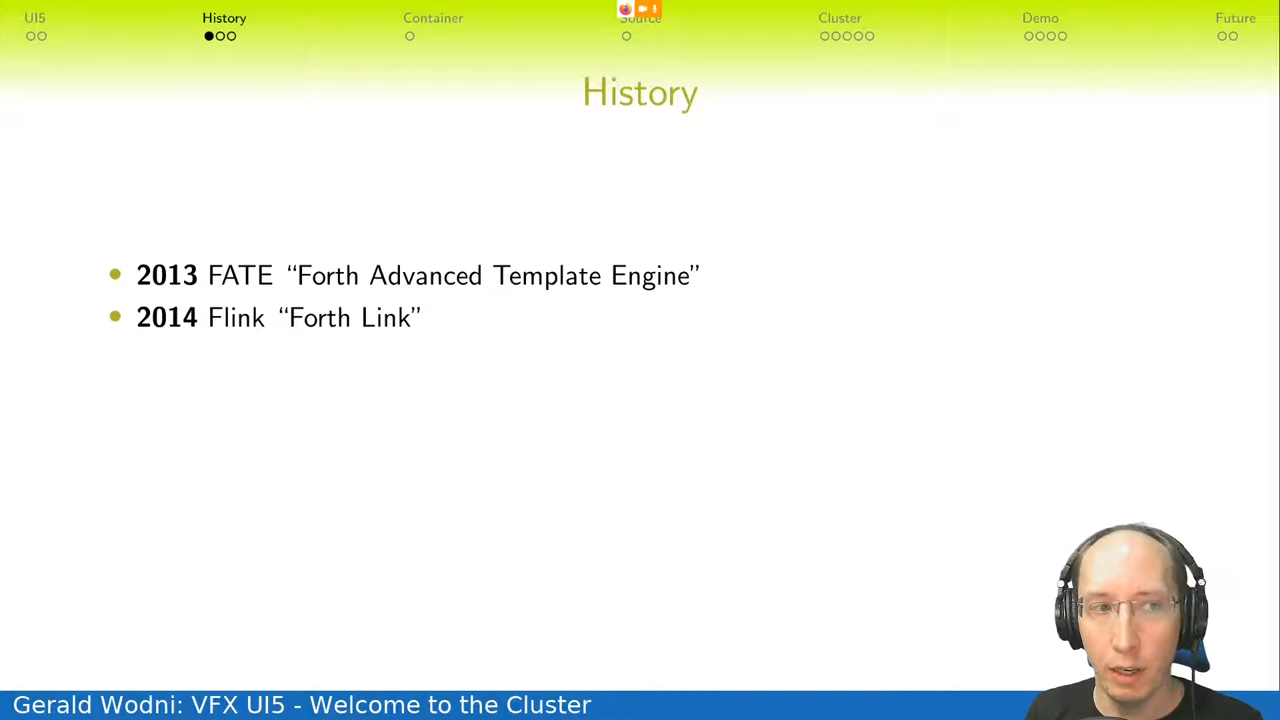 UI5 History Container Source Cluster Demo Future
History
2013 FATE “Forth Advanced Template Engine”
2014 Flink “Forth Link”
Gerald Wodni: VFX UI5 - Welcome to the Cluster